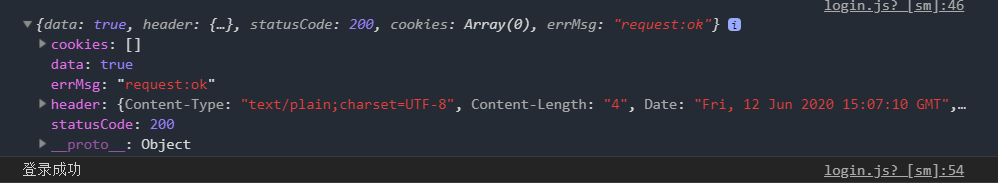 login.js? [sm]:46
▼{data: true, header: {…}, statusCode: 200, cookies: Array(0), errMsg: "request:ok"} i
▶cookies: []
data: true
errMsg: "request:ok"
▶header: {Content-Type: "text/plain;charset=UTF-8", Content-Length: "4", Date: "Fri, 12 Jun 2020 15:07:10 GMT",…
statusCode: 200
▶__proto__: Object
登录成功 login.js? [sm]:54